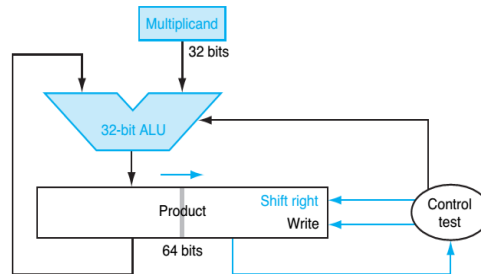 Multiplicand
32 bits
32-bit ALU
Shift right
Product
Write
Control
test
64 bits